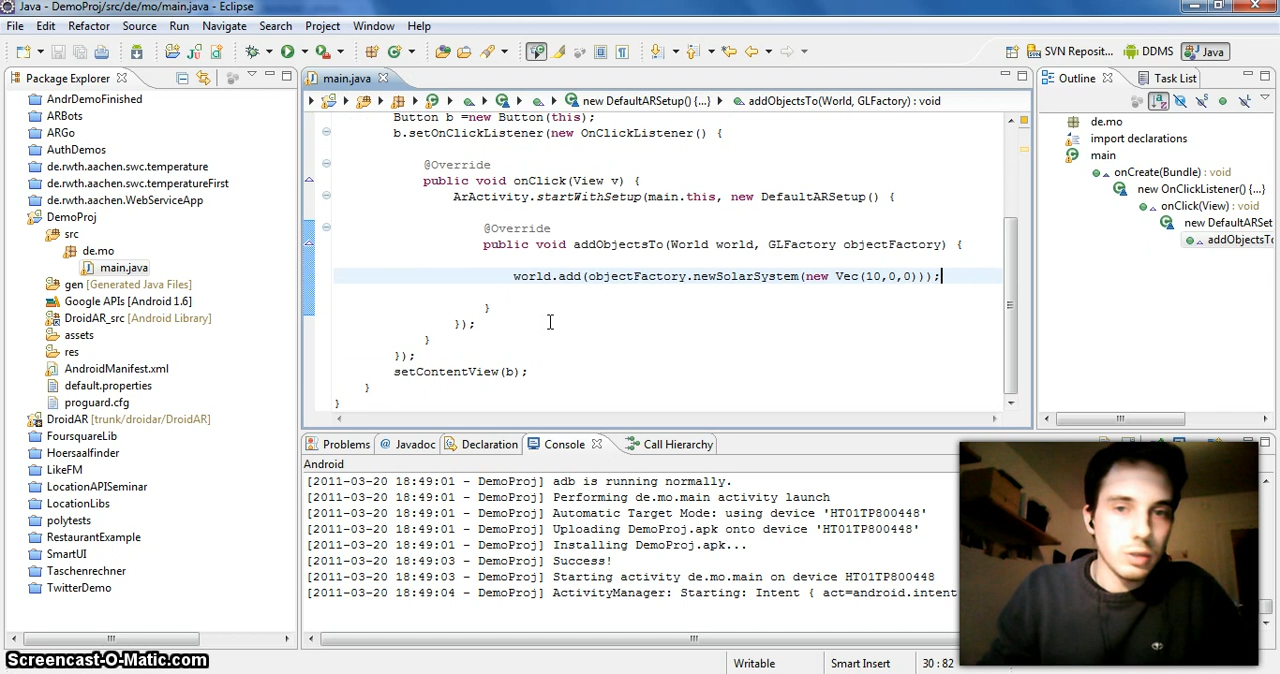 Java - DemoProj/src/de/mo/main.java - Eclipse
File Edit Refactor Source Run Navigate Search Project Window Help
SVN Reposit... DDMS Java
Package Explorer
main.java
Outline Task List
new DefaultARSetup() {...} addObjectsTo(World, GLFactory) : void
AndrDemoFinished
ARBots
ARGo
AuthDemos
de.rwth.aachen.swc.temperature
de.rwth.aachen.swc.temperatureFirst
de.rwth.aachen.WebServiceApp
DemoProj
src
de.mo
main.java
gen [Generated Java Files]
Google APIs [Android 1.6]
DroidAR_src [Android Library]
assets
res
AndroidManifest.xml
default.properties
proguard.cfg
DroidAR [trunk/droidar/DroidAR]
FoursquareLib
Hoersaalfinder
LikeFM
LocationAPISeminar
LocationLibs
polytests
RestaurantExample
SmartUI
Taschenrechner
TwitterDemo
Button b =new Button(this);
b.setOnClickListener(new OnClickListener() {
@Override
public void onClick(View v) {
ArActivity.startWithSetup(main.this, new DefaultARSetup() {
@Override
public void addObjectsTo(World world, GLFactory objectFactory) {
world.add(objectFactory.newSolarSystem(new Vec(10,0,0)));
}
});
}
});
setContentView(b);
}
}
de.mo
import declarations
main
onCreate(Bundle) : void
new OnClickListener() {...}
onClick(View) : void
new DefaultARSetu
addObjectsTo
Problems @ Javadoc Declaration Console Call Hierarchy
Android
[2011-03-20 18:49:01 - DemoProj] adb is running normally.
[2011-03-20 18:49:01 - DemoProj] Performing de.mo.main activity launch
[2011-03-20 18:49:01 - DemoProj] Automatic Target Mode: using device 'HT01TP800448'
[2011-03-20 18:49:01 - DemoProj] Uploading DemoProj.apk onto device 'HT01TP800448'
[2011-03-20 18:49:01 - DemoProj] Installing DemoProj.apk...
[2011-03-20 18:49:03 - DemoProj] Success!
[2011-03-20 18:49:03 - DemoProj] Starting activity de.mo.main on device HT01TP800448
[2011-03-20 18:49:04 - DemoProj] ActivityManager: Starting: Intent { act=android.intent
Screencast-O-Matic.com
Writable Smart Insert 30 : 82